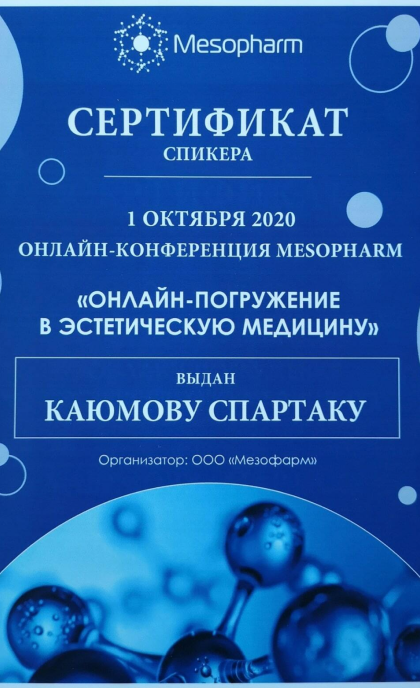 Mesopharm
СЕРТИФИКАТ
СПИКЕРА
1 ОКТЯБРЯ 2020
ОНЛАЙН-КОНФЕРЕНЦИЯ MESOPHARM
«ОНЛАЙН-ПОГРУЖЕНИЕ
В ЭСТЕТИЧЕСКУЮ МЕДИЦИНУ»
ВЫДАН
КАЮМОВУ СПАРТАКУ
Организатор: ООО «Мезофарм»